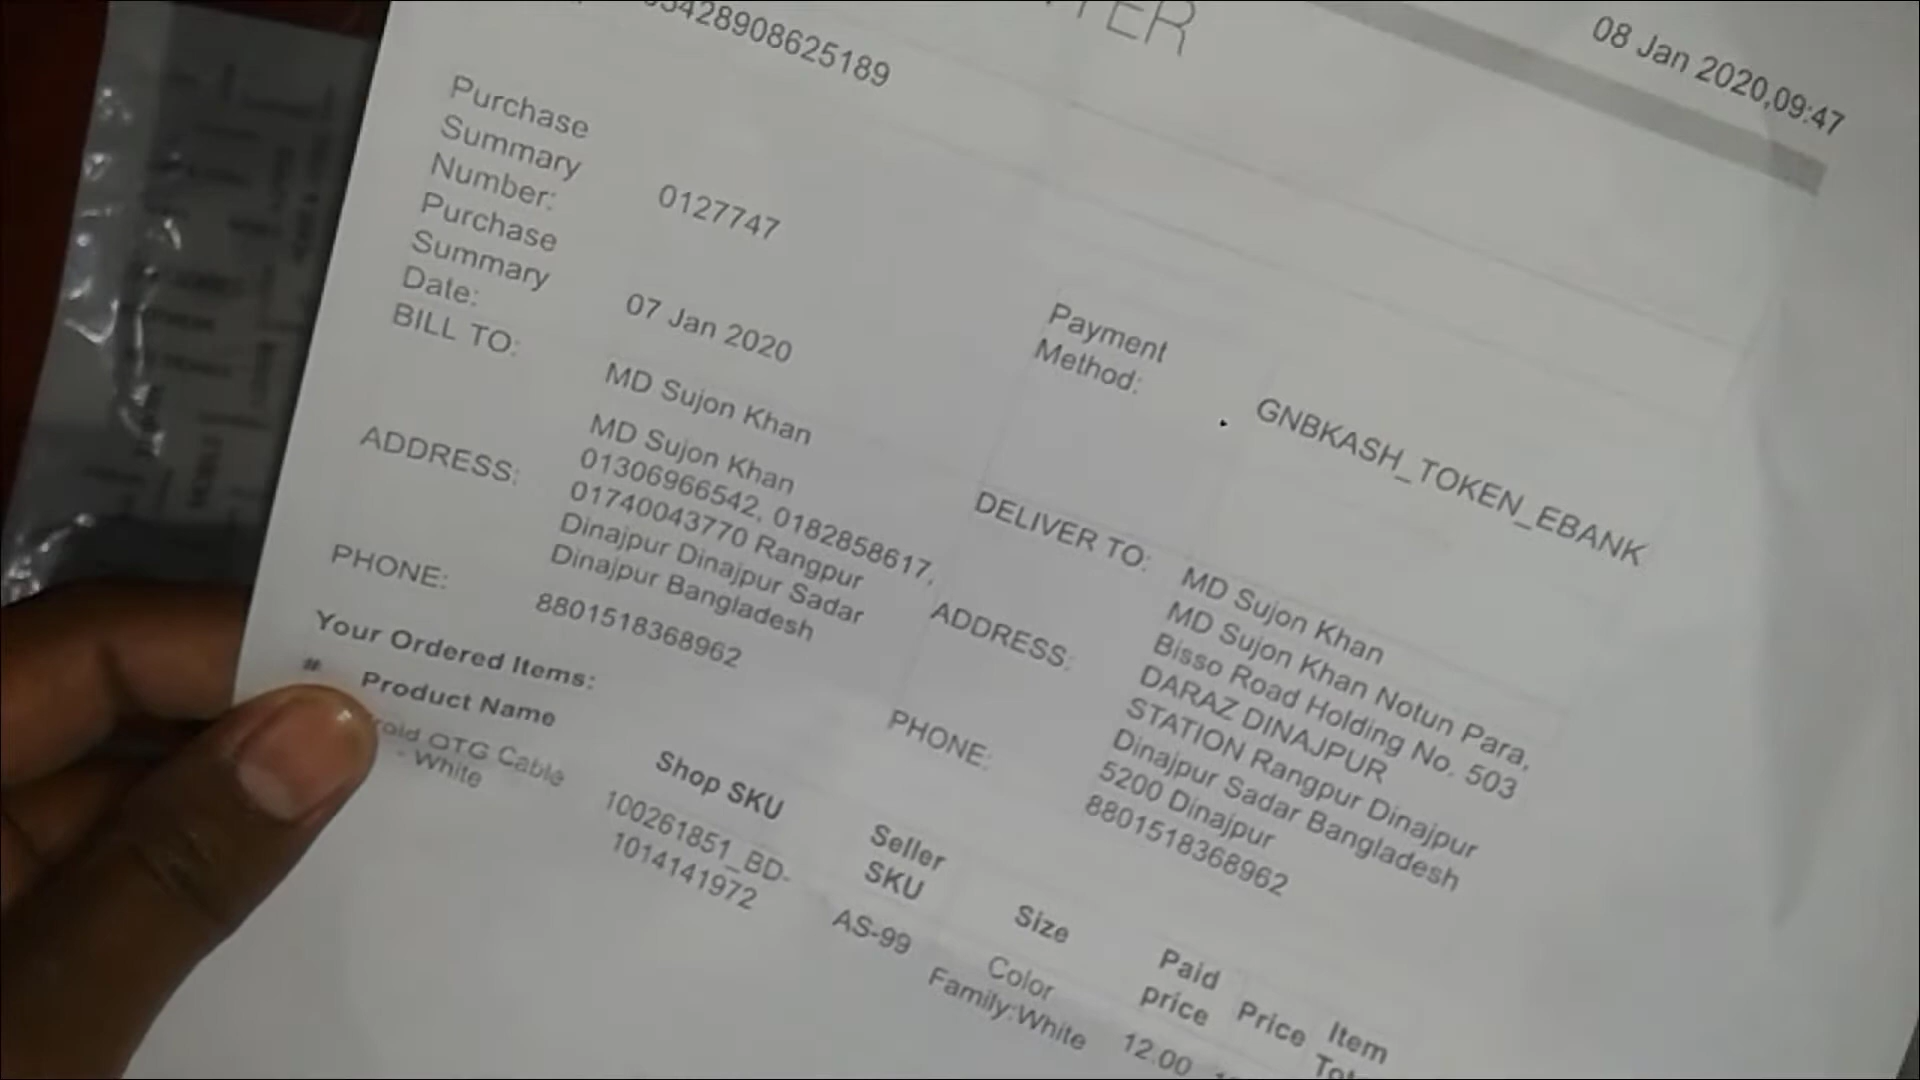 08 Jan 2020,09:47
Purchase
Summary
Number:
0127747
Purchase
Summary
Date:
07 Jan 2020
Payment
Method:
GNBKASH_TOKEN_EBANK
BILL TO:
MD Sujon Khan
ADDRESS:
MD Sujon Khan
01306966542, 0182858617,
01740043770 Rangpur
Dinajpur Dinajpur Sadar
Dinajpur Bangladesh
PHONE:
8801518368962
DELIVER TO:
MD Sujon Khan
ADDRESS:
MD Sujon Khan Notun Para,
Bisso Road Holding No. 503
DARAZ DINAJPUR
STATION Rangpur Dinajpur
Dinajpur Sadar Bangladesh
5200 Dinajpur
PHONE:
8801518368962
Your Ordered Items:
# Product Name
Shop SKU
Seller
SKU
Size
Paid
price
Price
Item
OTG Cable
- White
100261851_BD-
1014141972
AS-99
Color
Family:White
12.00